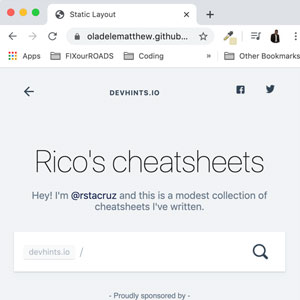 Static Layout
oladelematthew.github...
Apps FIXourROADS Coding » Other Bookmarks
DEVHINTS.IO
Rico's cheatsheets
Hey! I'm @rstacruz and this is a modest collection of
cheatsheets I've written.
devhints.io /
- Proudly sponsored by -